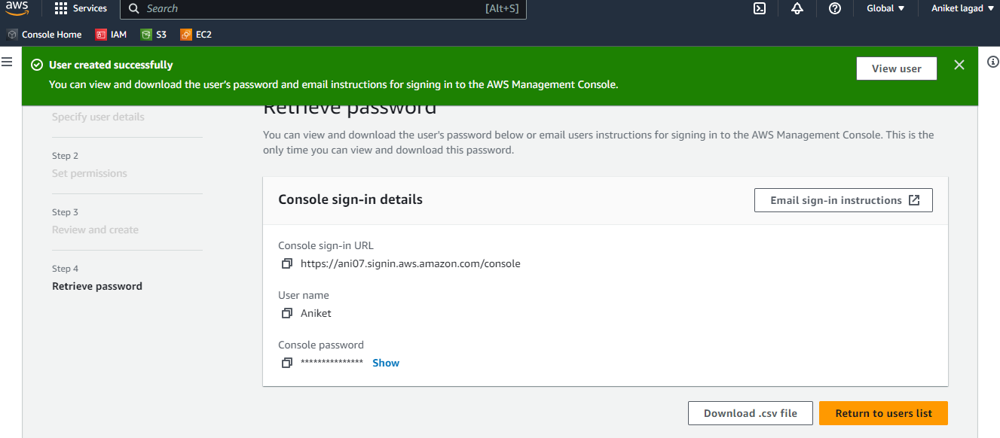 aws
Services
Search
[Alt+S]
Global
Aniket lagad
Console Home
IAM
S3
EC2
User created successfully
You can view and download the user's password and email instructions for signing in to the AWS Management Console.
View user
Specify user details
Step 2
Set permissions
Step 3
Review and create
Step 4
Retrieve password
Retrieve password
You can view and download the user's password below or email users instructions for signing in to the AWS Management Console. This is the
only time you can view and download this password.
Console sign-in details
Email sign-in instructions
Console sign-in URL
https://ani07.signin.aws.amazon.com/console
User name
Aniket
Console password
*************** Show
Download .csv file
Return to users list